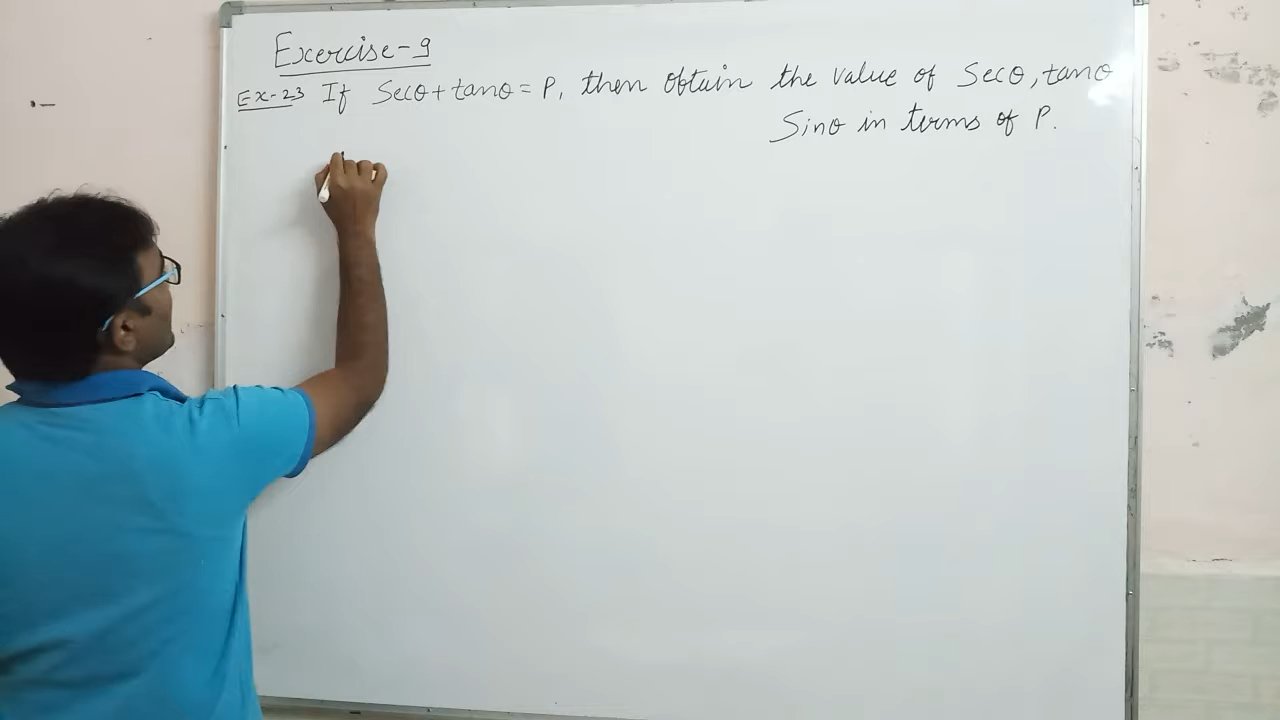 Exercise-9
Ex-23 If Secθ+tanθ = P, then obtain the value of Secθ, tanθ
Sinθ in terms of P.